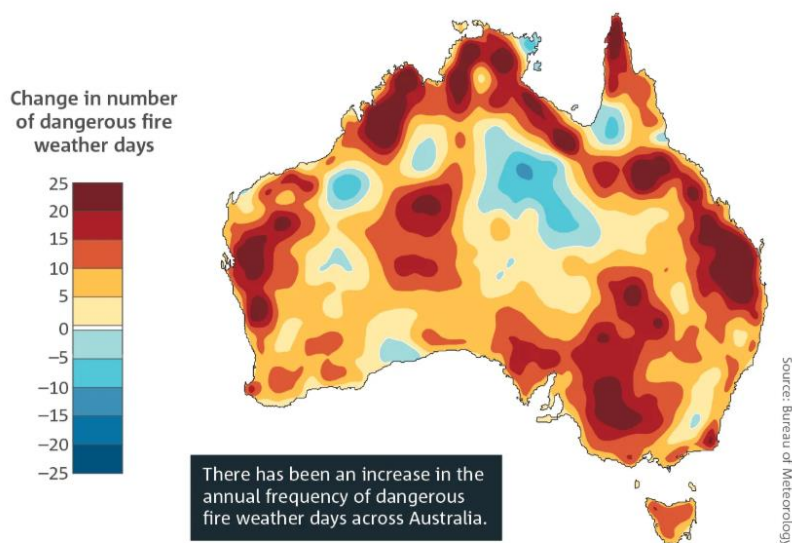 Change in number
of dangerous fire
weather days
25
20
15
10
5
0
−5
−10
−15
−20
−25
There has been an increase in the
annual frequency of dangerous
fire weather days across Australia.
Source: Bureau of Meteorology